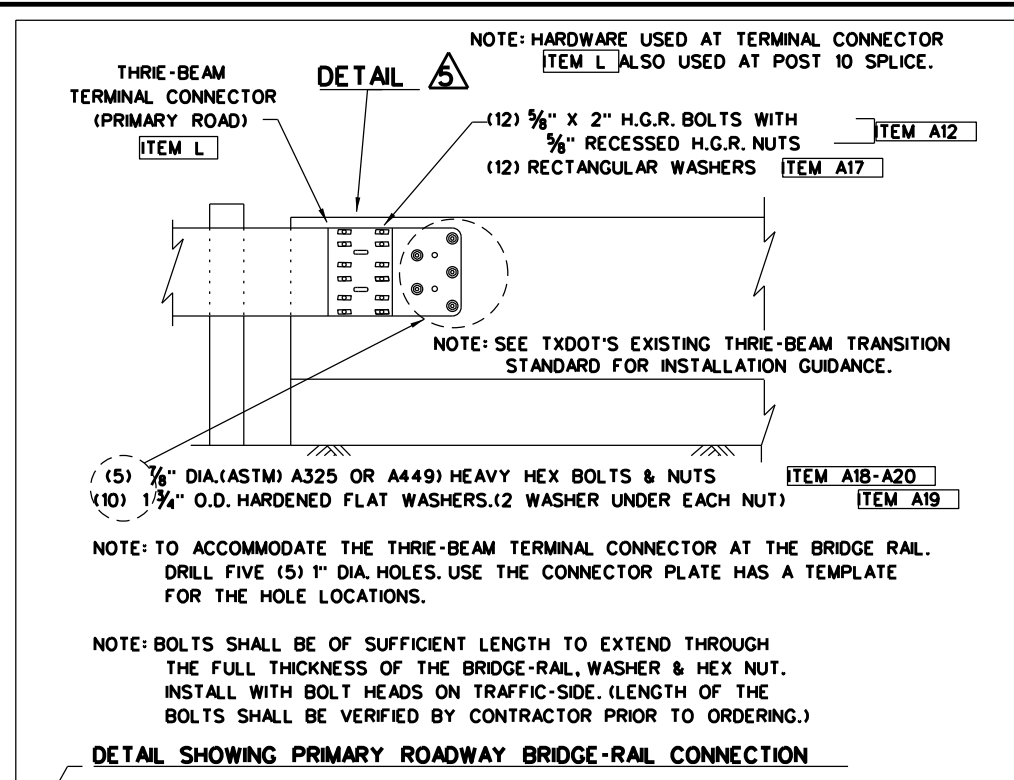 NOTE: HARDWARE USED AT TERMINAL CONNECTOR
ITEM L ALSO USED AT POST 10 SPLICE.
THRIE-BEAM
TERMINAL CONNECTOR
(PRIMARY ROAD)
ITEM L
DETAIL 5
(12) 5/8" X 2" H.G.R. BOLTS WITH
5/8" RECESSED H.G.R. NUTS
ITEM A12
(12) RECTANGULAR WASHERS ITEM A17
NOTE: SEE TXDOT'S EXISTING THRIE-BEAM TRANSITION
STANDARD FOR INSTALLATION GUIDANCE.
(5) 7/8" DIA.(ASTM) A325 OR A449) HEAVY HEX BOLTS & NUTS ITEM A18-A20
(10) 1 3/4" O.D. HARDENED FLAT WASHERS.(2 WASHER UNDER EACH NUT) ITEM A19
NOTE: TO ACCOMMODATE THE THRIE-BEAM TERMINAL CONNECTOR AT THE BRIDGE RAIL.
DRILL FIVE (5) 1" DIA. HOLES. USE THE CONNECTOR PLATE HAS A TEMPLATE
FOR THE HOLE LOCATIONS.
NOTE: BOLTS SHALL BE OF SUFFICIENT LENGTH TO EXTEND THROUGH
THE FULL THICKNESS OF THE BRIDGE-RAIL, WASHER & HEX NUT.
INSTALL WITH BOLT HEADS ON TRAFFIC-SIDE. (LENGTH OF THE
BOLTS SHALL BE VERIFIED BY CONTRACTOR PRIOR TO ORDERING.)
DETAIL SHOWING PRIMARY ROADWAY BRIDGE-RAIL CONNECTION